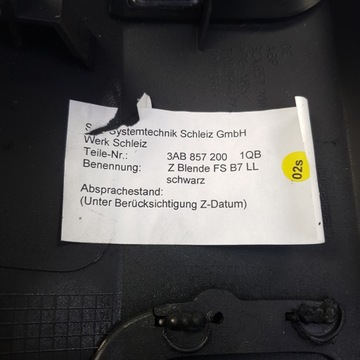 Systemtechnik Schleiz GmbH
Werk Schleiz
Teile-Nr.: 3AB 857 200 1QB
Benennung: Z Blende FS B7 LL
schwarz
Absprachestand:
(Unter Berücksichtigung Z-Datum)
02s